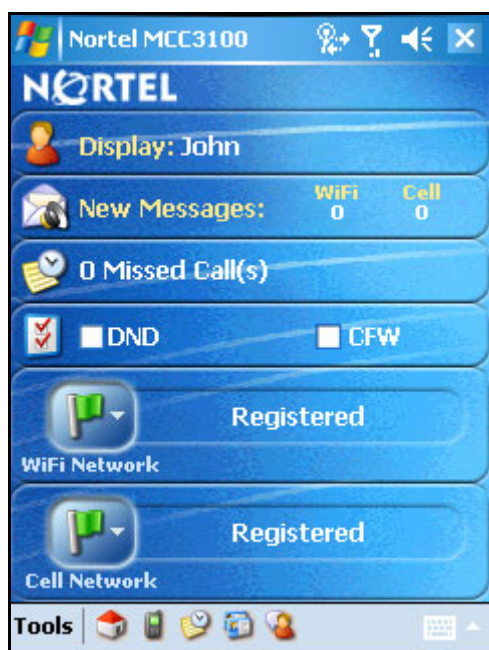 Nortel MCC3100
NORTEL
Display: John
New Messages: WiFi Cell
0 0
0 Missed Call(s)
DND CFW
Registered
WiFi Network
Registered
Cell Network
Tools